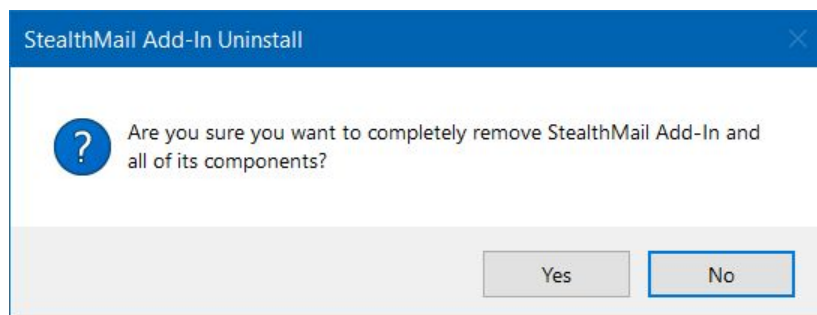 StealthMail Add-In Uninstall
?
Are you sure you want to completely remove StealthMail Add-In and
all of its components?
Yes No